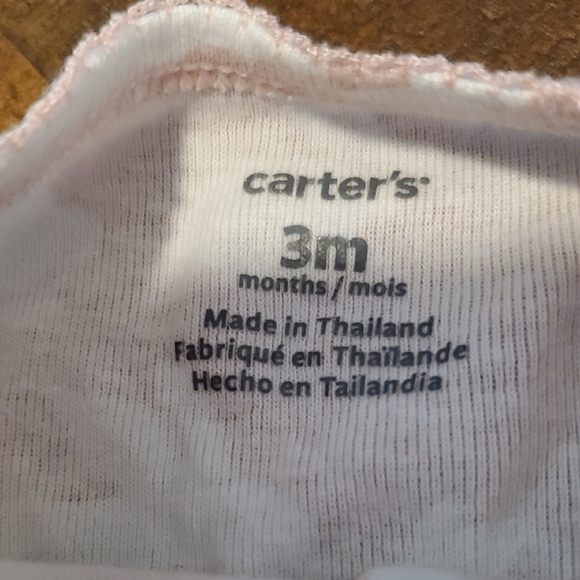 carter's
3m
months / mois
Made in Thailand
Fabriqué en Thaïlande
Hecho en Tailandia